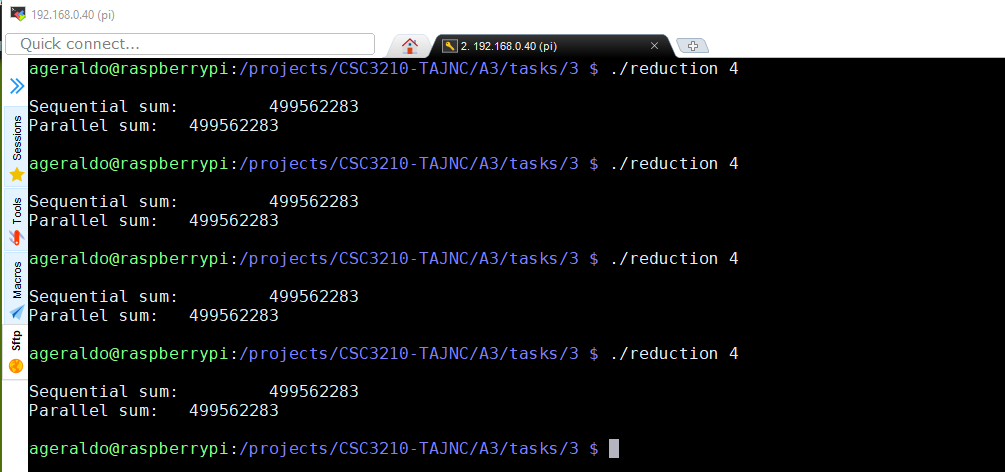 192.168.0.40 (pi)
Quick connect...
2. 192.168.0.40 (pi)
Sessions
Tools
Macros
Sftp
ageraldo@raspberrypi:/projects/CSC3210-TAJNC/A3/tasks/3 $ ./reduction 4
Sequential sum: 499562283
Parallel sum: 499562283
ageraldo@raspberrypi:/projects/CSC3210-TAJNC/A3/tasks/3 $ ./reduction 4
Sequential sum: 499562283
Parallel sum: 499562283
ageraldo@raspberrypi:/projects/CSC3210-TAJNC/A3/tasks/3 $ ./reduction 4
Sequential sum: 499562283
Parallel sum: 499562283
ageraldo@raspberrypi:/projects/CSC3210-TAJNC/A3/tasks/3 $ ./reduction 4
Sequential sum: 499562283
Parallel sum: 499562283
ageraldo@raspberrypi:/projects/CSC3210-TAJNC/A3/tasks/3 $